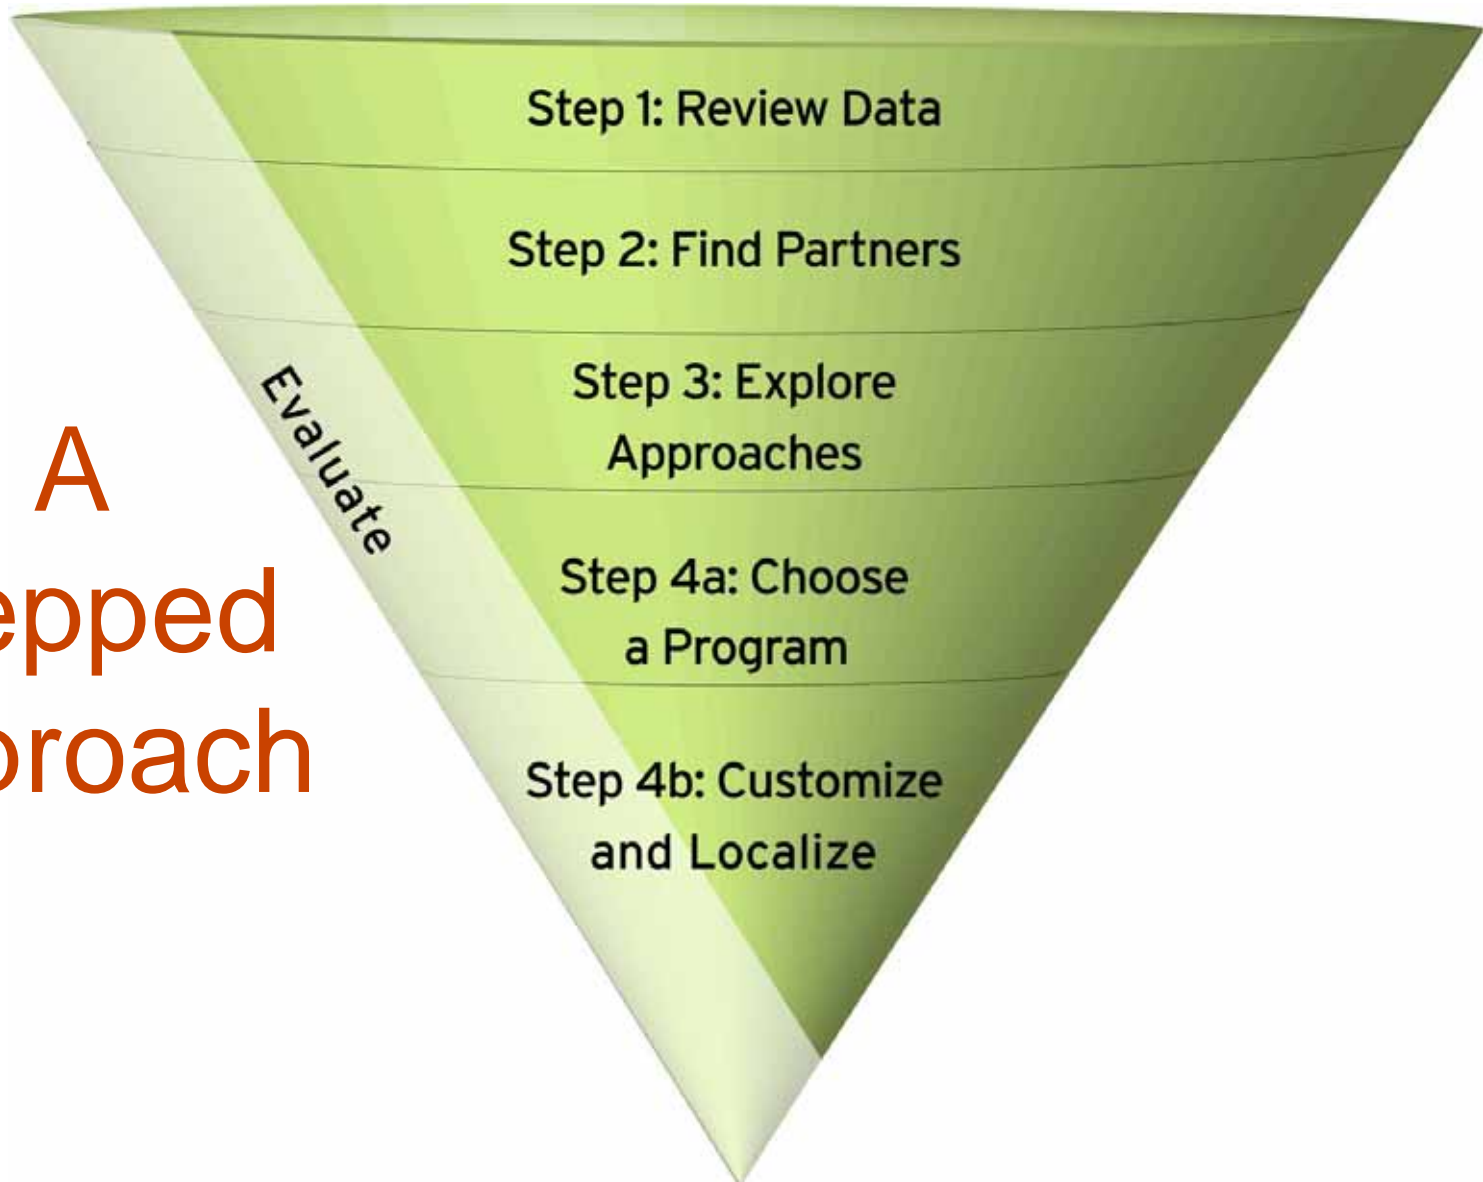 Step 1: Review Data
Step 2: Find Partners
Step 3: Explore
Approaches
Step 4a: Choose
a Program
Step 4b: Customize
and Localize
Evaluate
A